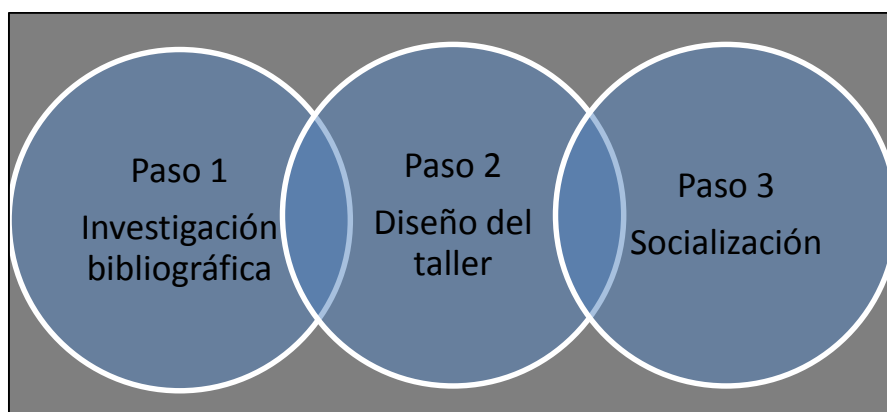 Paso 1
Investigación
bibliográfica
Paso 2
Diseño del
taller
Paso 3
Socialización